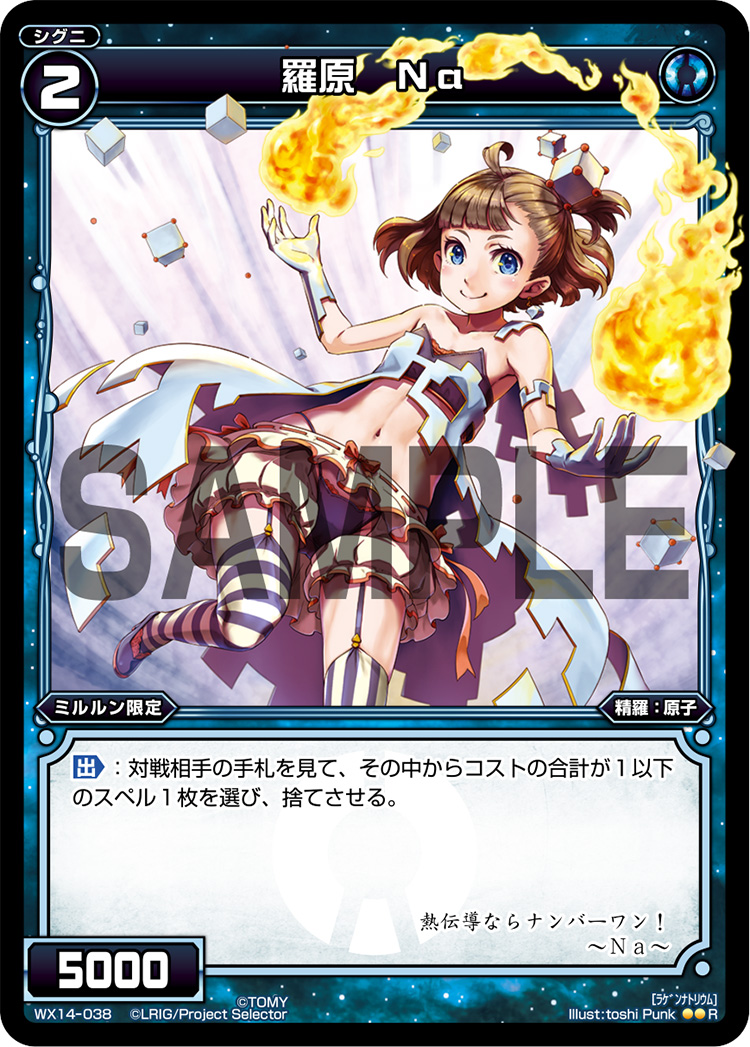 シグニ
2
羅原 Na
SAMPLE
ミルルン限定
精羅：原子
出：対戦相手の手札を見て、その中からコストの合計が１以下
のスペル１枚を選び、捨てさせる。
熱伝導ならナンバーワン！
～Ｎａ～
5000
©TOMY
[ラゲンナトリウム]
WX14-038 ©LRIG/Project Selector
Illust:toshi Punk R